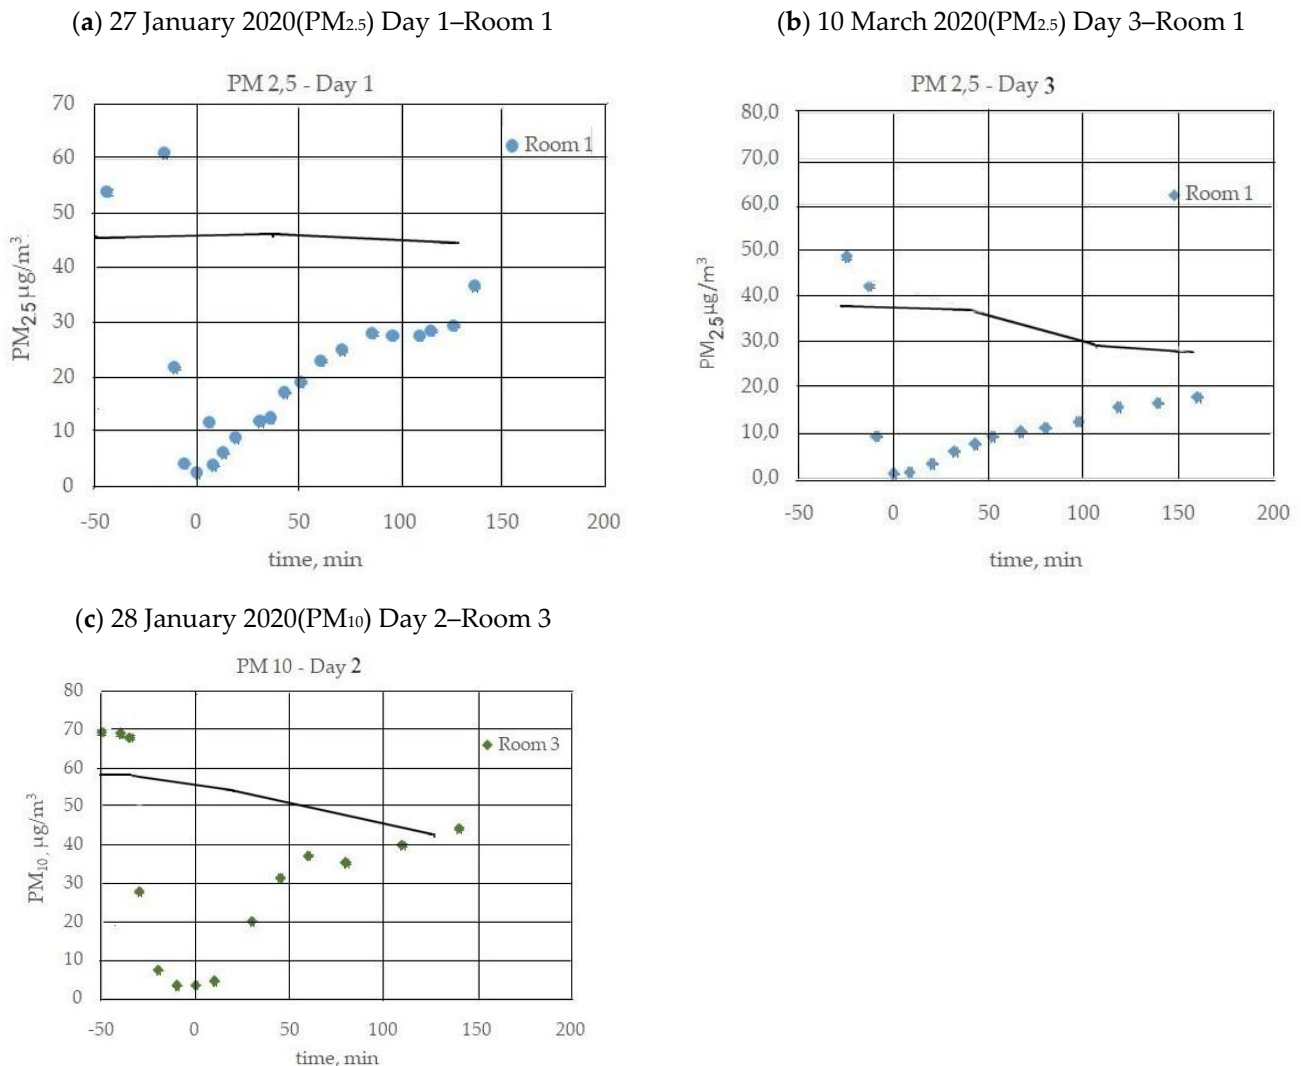 (a) 27 January 2020(PM2.5) Day 1–Room 1
PM 2,5 - Day 1
70
60
50
40
30
20
10
0
PM2.5 µg/m3
Room 1
-50 0 50 100 150 200
time, min
(b) 10 March 2020(PM2.5) Day 3–Room 1
PM 2,5 - Day 3
80,0
70,0
60,0
50,0
40,0
30,0
20,0
10,0
0,0
PM2.5 µg/m3
Room 1
-50 0 50 100 150 200
time, min
(c) 28 January 2020(PM10) Day 2–Room 3
PM 10 - Day 2
80
70
60
50
40
30
20
10
0
PM10, µg/m3
Room 3
-50 0 50 100 150 200
time, min